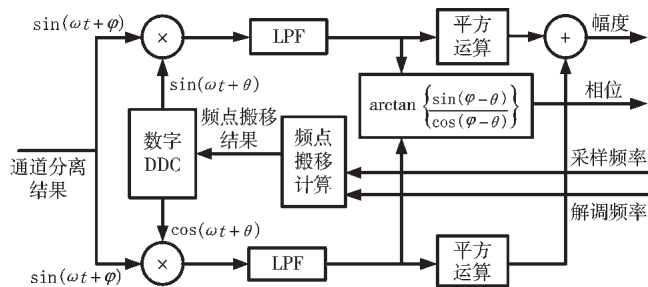 sin(ωt+φ)
×
LPF
平方
运算
+
幅度
sin(ωt+θ)
arctan {sin(φ−θ)/cos(φ−θ)}
相位
数字
DDC
频点搬移
结果
频点
搬移
计算
通道分离
结果
采样频率
解调频率
cos(ωt+θ)
sin(ωt+φ)
×
LPF
平方
运算